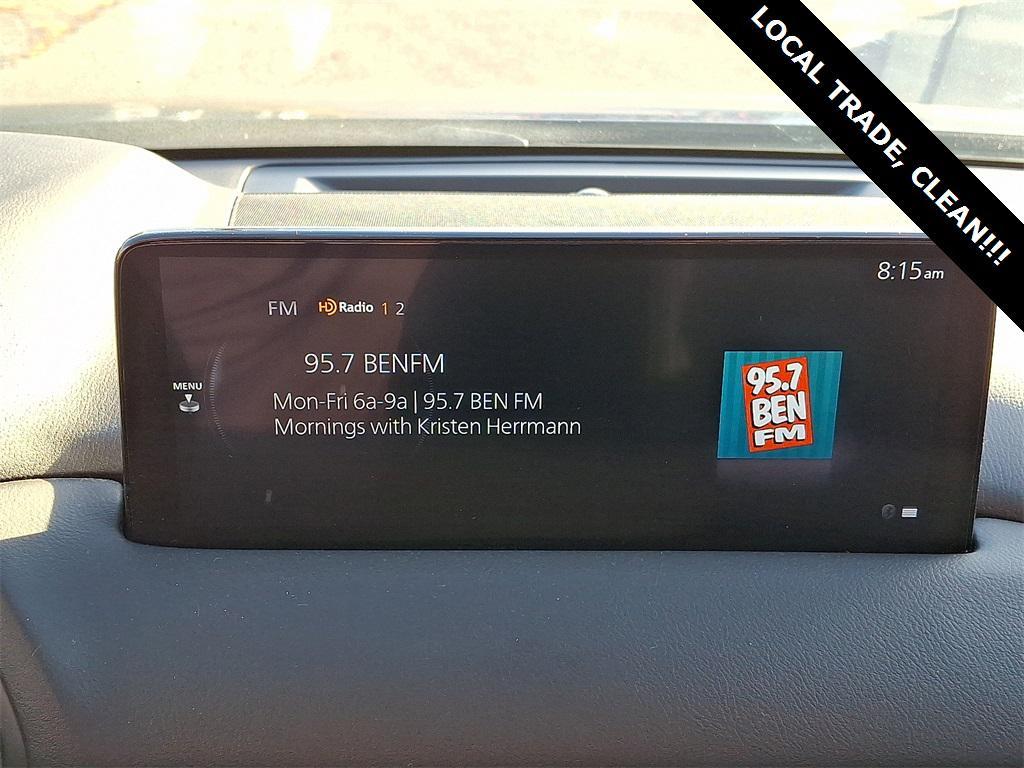 LOCAL TRADE, CLEAN!!!
8:15am
FM HD Radio 1 2
95.7 BENFM
MENU
Mon-Fri 6a-9a | 95.7 BEN FM
Mornings with Kristen Herrmann
95.7
BEN
FM